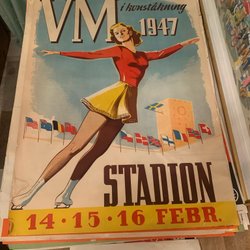 VM
i konståkning
1947
STADION
14 · 15 · 16 FEBR.